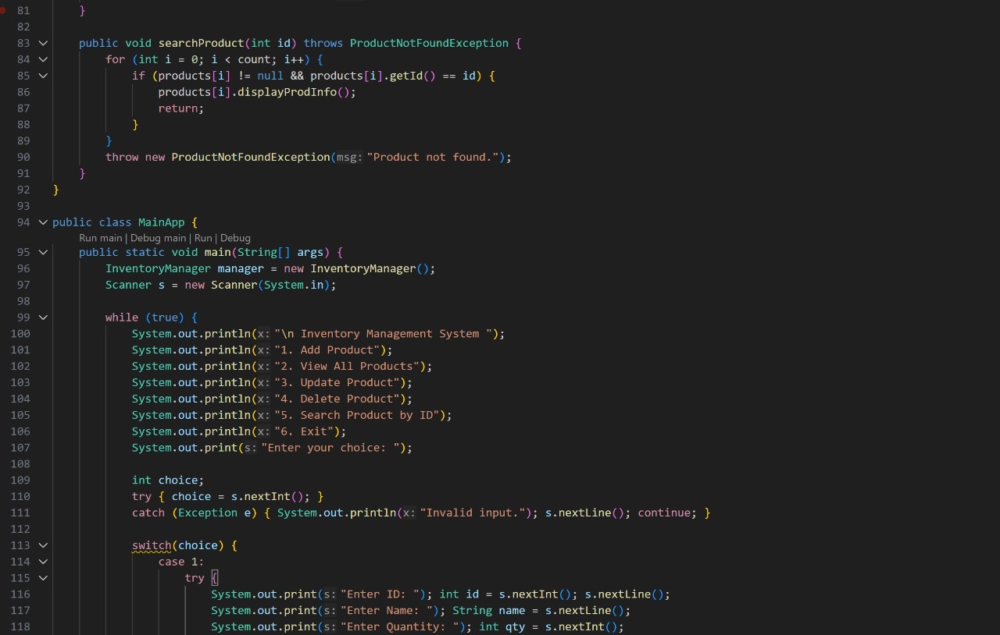 81 }
82
83 public void searchProduct(int id) throws ProductNotFoundException {
84 for (int i = 0; i < count; i++) {
85 if (products[i] != null && products[i].getId() == id) {
86 products[i].displayProdInfo();
87 return;
88 }
89 }
90 throw new ProductNotFoundException(msg: "Product not found.");
91 }
92 }
93
94 public class MainApp {
Run main | Debug main | Run | Debug
95 public static void main(String[] args) {
96 InventoryManager manager = new InventoryManager();
97 Scanner s = new Scanner(System.in);
98
99 while (true) {
100 System.out.println(x: "\n Inventory Management System ");
101 System.out.println(x: "1. Add Product");
102 System.out.println(x: "2. View All Products");
103 System.out.println(x: "3. Update Product");
104 System.out.println(x: "4. Delete Product");
105 System.out.println(x: "5. Search Product by ID");
106 System.out.println(x: "6. Exit");
107 System.out.print(s: "Enter your choice: ");
108
109 int choice;
110 try { choice = s.nextInt(); }
111 catch (Exception e) { System.out.println(x: "Invalid input."); s.nextLine(); continue; }
112
113 switch(choice) {
114 case 1:
115 try {
116 System.out.print(s: "Enter ID: "); int id = s.nextInt(); s.nextLine();
117 System.out.print(s: "Enter Name: "); String name = s.nextLine();
118 System.out.print(s: "Enter Quantity: "); int qty = s.nextInt();